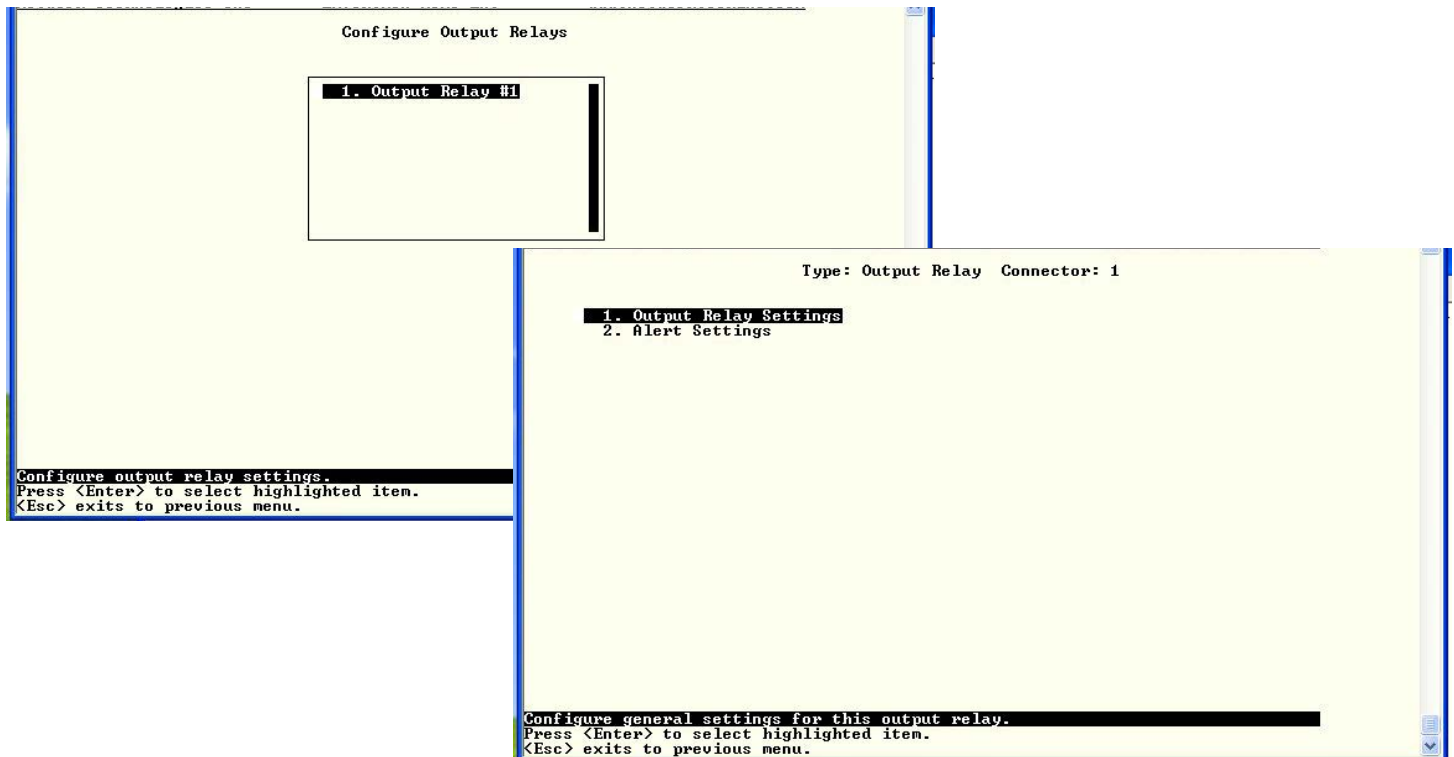 Configure Output Relays
1. Output Relay #1
Configure output relay settings.
Press <Enter> to select highlighted item.
<Esc> exits to previous menu.
Type: Output Relay Connector: 1
1. Output Relay Settings
2. Alert Settings
Configure general settings for this output relay.
Press <Enter> to select highlighted item.
<Esc> exits to previous menu.